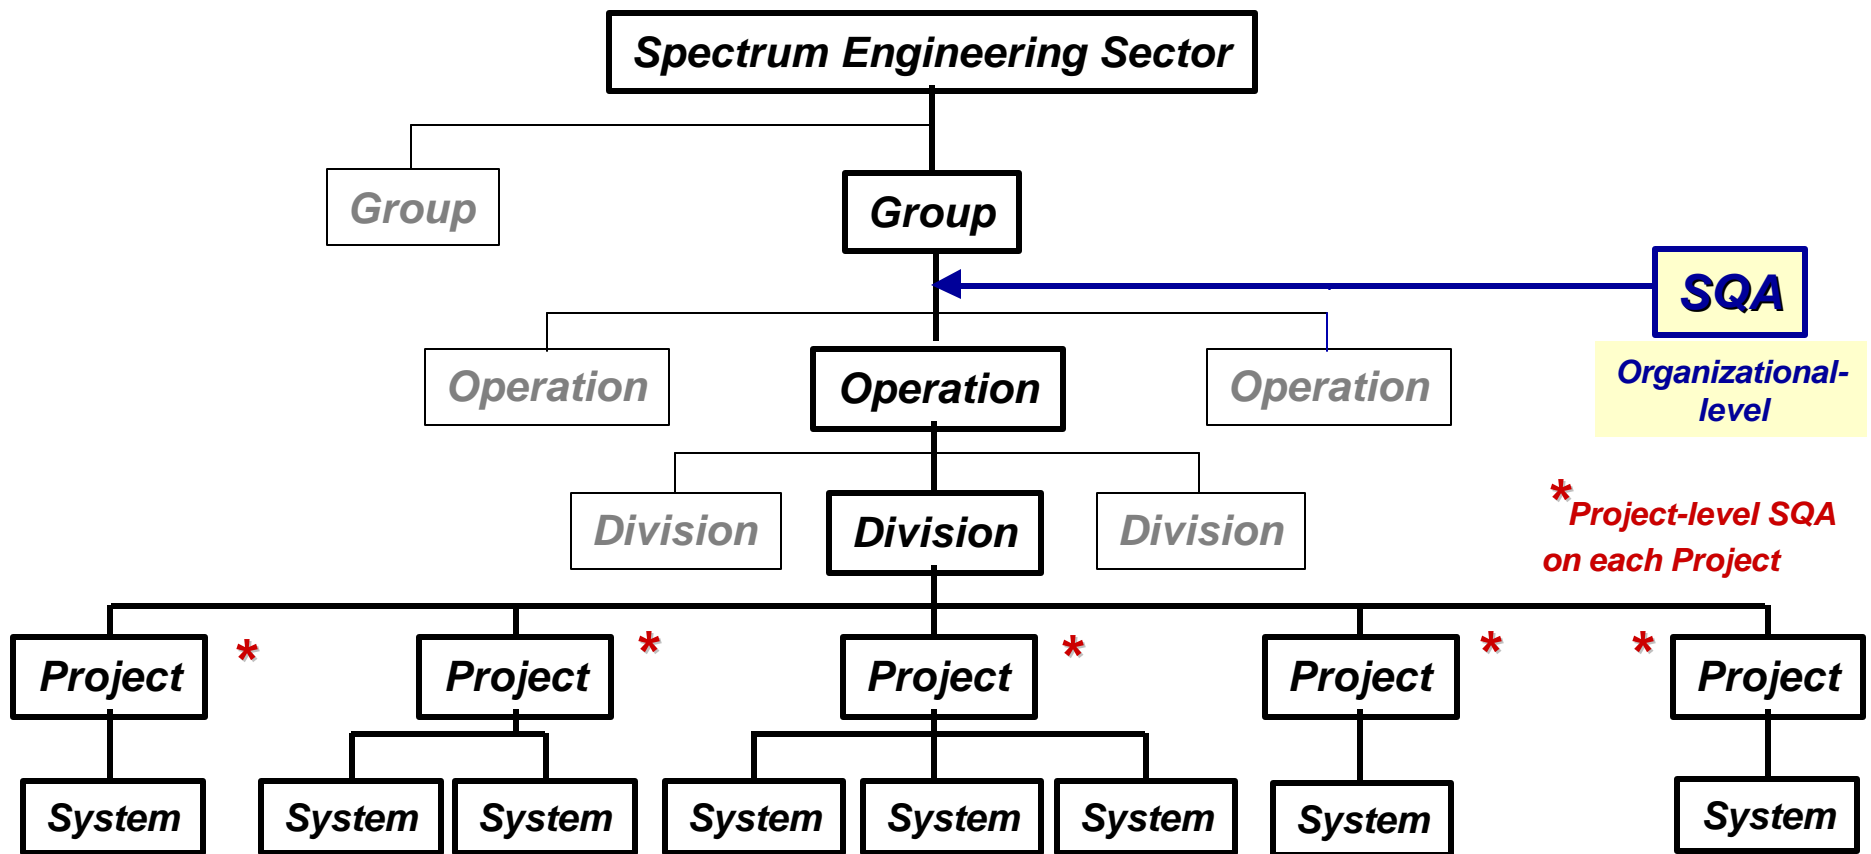 Spectrum Engineering Sector
Group
Group
SQA
Organizational-
level
Operation
Operation
Operation
Division
Division
Division
*Project-level SQA
on each Project
Project *
Project *
Project *
Project *
* Project
System
System
System
System
System
System
System
System